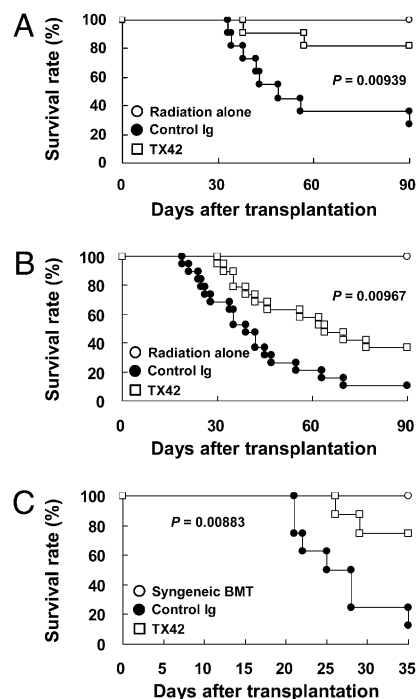 A
Survival rate (%)
100
80
60
40
20
0
P = 0.00939
Radiation alone
Control Ig
TX42
0 30 60 90
Days after transplantation
B
Survival rate (%)
100
80
60
40
20
0
P = 0.00967
Radiation alone
Control Ig
TX42
0 30 60 90
Days after transplantation
C
Survival rate (%)
100
80
60
40
20
0
P = 0.00883
Syngeneic BMT
Control Ig
TX42
0 5 10 15 20 25 30 35
Days after transplantation